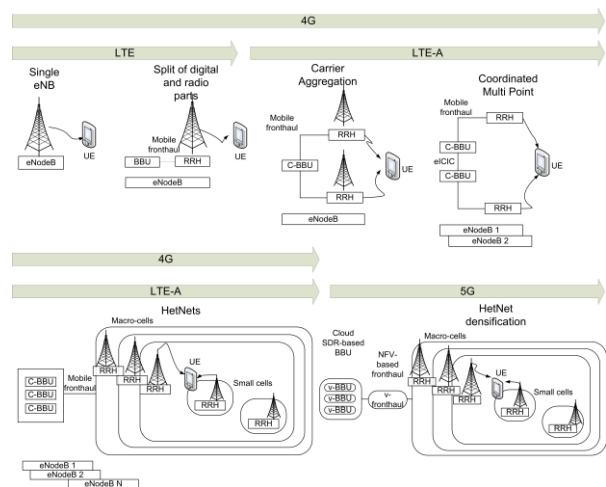 4G
LTE
LTE-A
Single
eNB
eNodeB
UE
Split of digital
and radio
parts
Mobile
fronthaul
BBU
RRH
UE
eNodeB
Carrier
Aggregation
Mobile
fronthaul
RRH
C-BBU
UE
RRH
eNodeB
Coordinated
Multi Point
Mobile
fronthaul
RRH
C-BBU
eICIC
C-BBU
UE
RRH
eNodeB 1
eNodeB 2
4G
LTE-A
HetNets
Macro-cells
RRH
RRH
RRH
UE
Small cells
RRH
RRH
Mobile
fronthaul
C-BBU
C-BBU
C-BBU
eNodeB 1
eNodeB 2
eNodeB N
5G
HetNet
densification
Cloud
SDR-based
BBU
v-BBU
v-BBU
v-BBU
NFV-
based
fronthaul
v-
fronthaul
Macro-cells
RRH
RRH
RRH
UE
Small cells
RRH
RRH